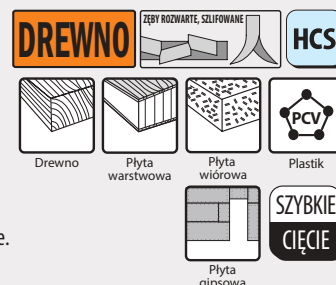 DREWNO
ZĘBY ROZWARTE, SZLIFOWANE
HCS
PCV
Drewno
Płyta
warstwowa
Płyta
wiórowa
Plastik
e.
SZYBKIE
CIĘCIE
Płyta
gipsowa